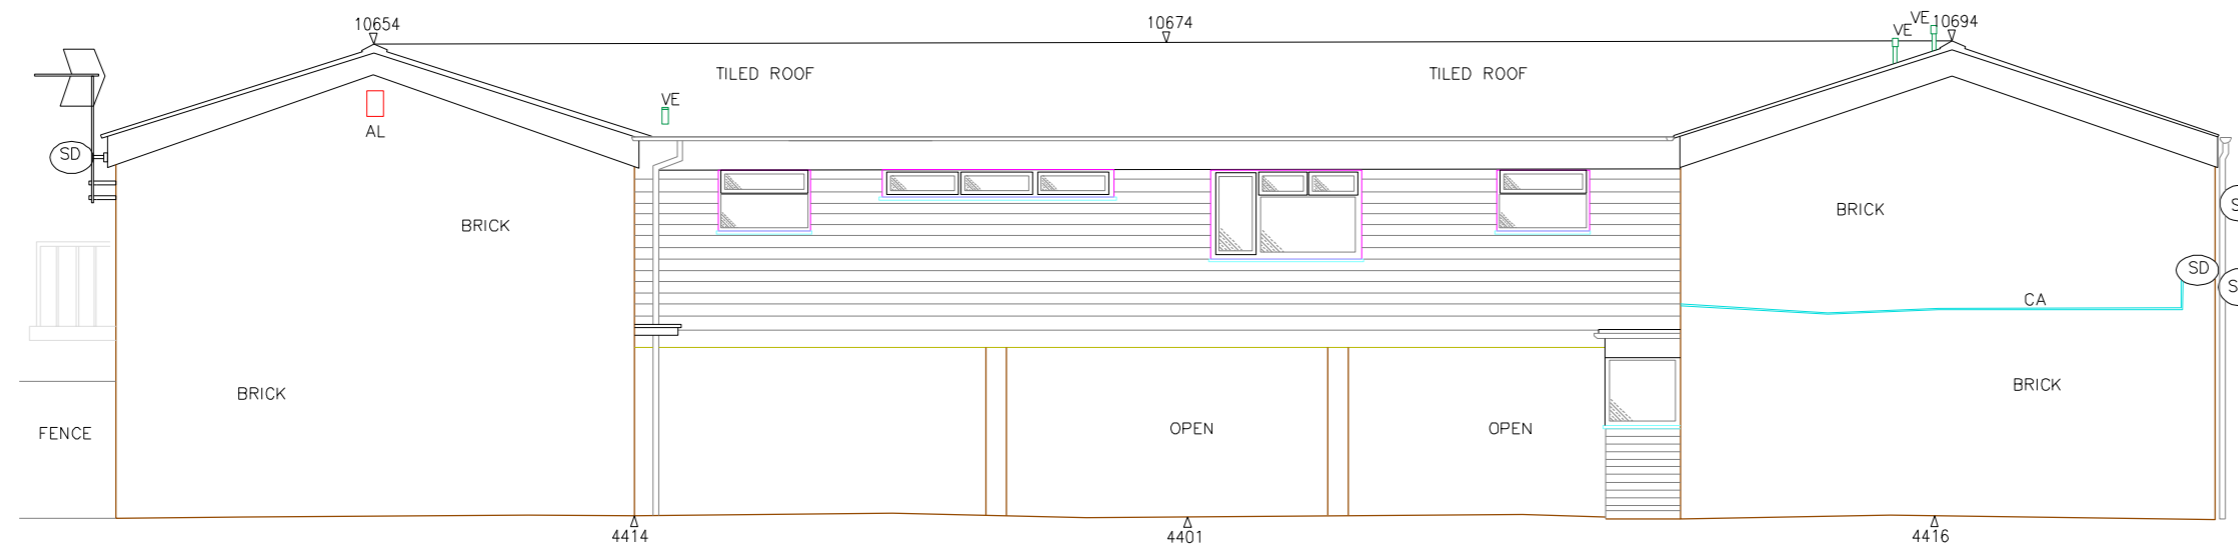 10654
10674
VE 10694
VE
TILED ROOF
TILED ROOF
VE
AL
SD
BRICK
BRICK
S
SD
S
CA
BRICK
BRICK
FENCE
OPEN
OPEN
4414
4401
4416